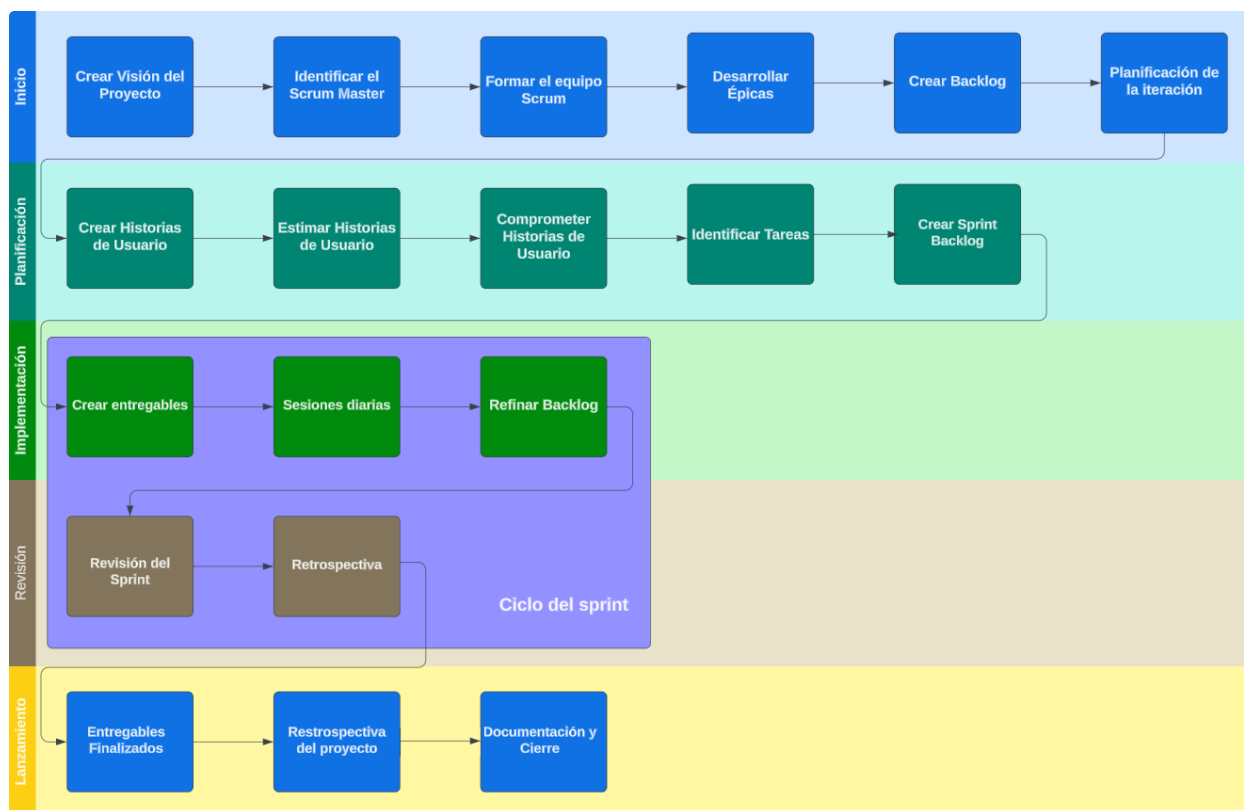 Inicio
Crear Visión del
Proyecto
Identificar el
Scrum Master
Formar el equipo
Scrum
Desarrollar
Épicas
Crear Backlog
Planificación de
la iteración
Planificación
Crear Historias
de Usuario
Estimar Historias
de Usuario
Comprometer
Historias de
Usuario
Identificar Tareas
Crear Sprint
Backlog
Implementación
Crear entregables
Sesiones diarias
Refinar Backlog
Revisión
Revisión del
Sprint
Retrospectiva
Ciclo del sprint
Lanzamiento
Entregables
Finalizados
Restrospectiva
del proyecto
Documentación y
Cierre